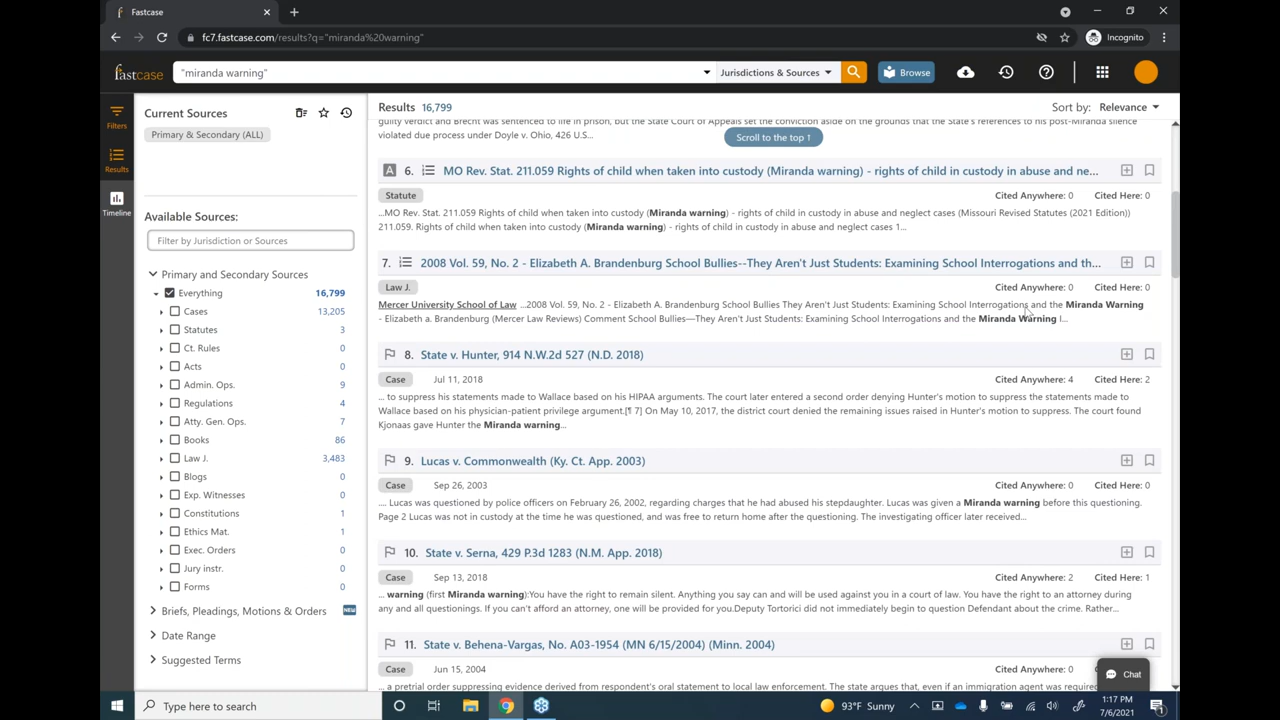 Fastcase
fc7.fastcase.com/results?q="miranda%20warning"
Incognito
fastcase
"miranda warning"
Jurisdictions & Sources
Browse
Filters
Results
Timeline
Current Sources
Primary & Secondary (ALL)
Available Sources:
Filter by Jurisdiction or Sources
Primary and Secondary Sources
Everything 16,799
Cases 13,205
Statutes 3
Ct. Rules 0
Acts 0
Admin. Ops. 9
Regulations 4
Atty. Gen. Ops. 7
Books 86
Law J. 3,483
Blogs 0
Exp. Witnesses 0
Constitutions 1
Ethics Mat. 1
Exec. Orders 0
Jury instr. 0
Forms 0
Briefs, Pleadings, Motions & Orders NEW
Date Range
Suggested Terms
Results 16,799
Sort by: Relevance
guilty verdict and Brecht was sentenced to life in prison, but the State Court of Appeals set the conviction aside on the grounds that the State's references to his post-Miranda silence
violated due process under Doyle v. Ohio, 426 U.S...
Scroll to the top ↑
A 6. MO Rev. Stat. 211.059 Rights of child when taken into custody (Miranda warning) - rights of child in custody in abuse and ne...
Statute Cited Anywhere: 0 Cited Here: 0
...MO Rev. Stat. 211.059 Rights of child when taken into custody (Miranda warning) - rights of child in custody in abuse and neglect cases (Missouri Revised Statutes (2021 Edition))
211.059. Rights of child when taken into custody (Miranda warning) - rights of child in custody in abuse and neglect cases 1...
7. 2008 Vol. 59, No. 2 - Elizabeth A. Brandenburg School Bullies--They Aren't Just Students: Examining School Interrogations and th...
Law J. Cited Anywhere: 0 Cited Here: 0
Mercer University School of Law ...2008 Vol. 59, No. 2 - Elizabeth A. Brandenburg School Bullies They Aren't Just Students: Examining School Interrogations and the Miranda Warning
- Elizabeth a. Brandenburg (Mercer Law Reviews) Comment School Bullies—They Aren't Just Students: Examining School Interrogations and the Miranda Warning I...
8. State v. Hunter, 914 N.W.2d 527 (N.D. 2018)
Case Jul 11, 2018 Cited Anywhere: 4 Cited Here: 2
... to suppress his statements made to Wallace based on his HIPAA arguments. The court later entered a second order denying Hunter's motion to suppress the statements made to
Wallace based on his physician-patient privilege argument.[¶ 7] On May 10, 2017, the district court denied the remaining issues raised in Hunter's motion to suppress. The court found
Kjonaas gave Hunter the Miranda warning...
9. Lucas v. Commonwealth (Ky. Ct. App. 2003)
Case Sep 26, 2003 Cited Anywhere: 0 Cited Here: 0
.... Lucas was questioned by police officers on February 26, 2002, regarding charges that he had abused his stepdaughter. Lucas was given a Miranda warning before this questioning.
Page 2 Lucas was not in custody at the time he was questioned, and was free to return home after the questioning. The investigating officer later received...
10. State v. Serna, 429 P.3d 1283 (N.M. App. 2018)
Case Sep 13, 2018 Cited Anywhere: 2 Cited Here: 1
... warning (first Miranda warning):You have the right to remain silent. Anything you say can and will be used against you in a court of law. You have the right to an attorney during
any and all questionings. If you can't afford an attorney, one will be provided for you.Deputy Tortorici did not immediately begin to question Defendant about the crime. Rather...
11. State v. Behena-Vargas, No. A03-1954 (MN 6/15/2004) (Minn. 2004)
Case Jun 15, 2004 Cited Anywhere: 0
... a pretrial order suppressing evidence derived from respondent's oral statement to local law enforcement. The state argues that, even if an immigration agent was required
Chat
Type here to search
93°F Sunny
1:17 PM
7/6/2021
1